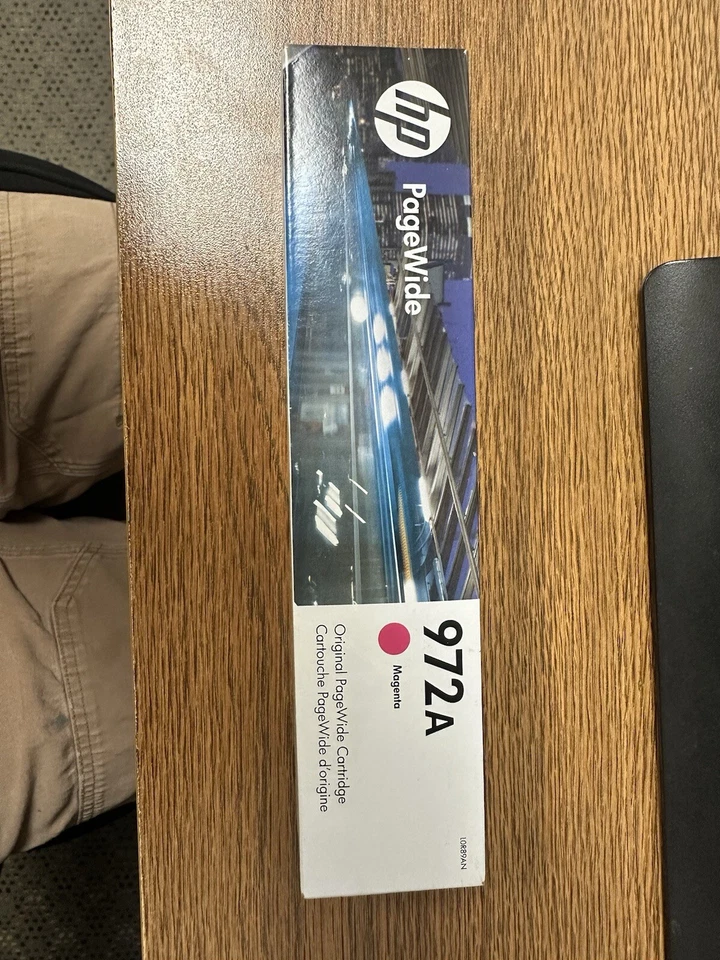 hp
PageWide
972A
Magenta
Original PageWide Cartridge
Cartouche PageWide d'origine
L0R89AN